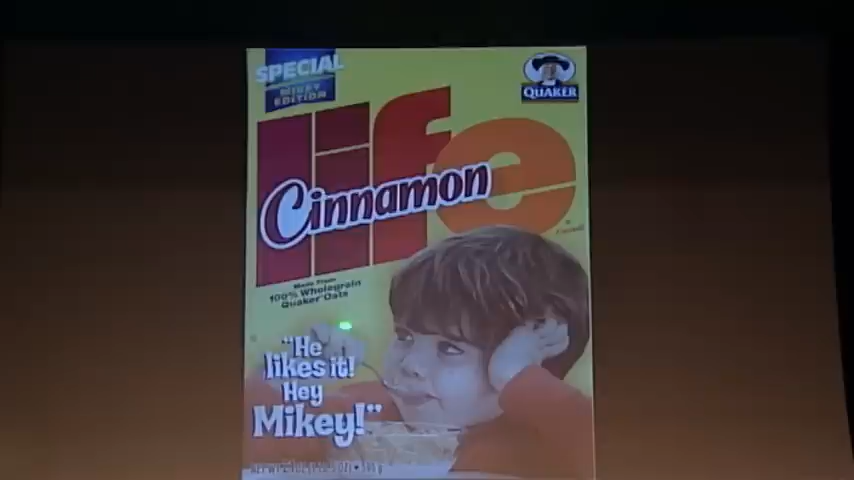 SPECIAL
MIKEY
EDITION
QUAKER
life
Cinnamon
Made From
100% Wholegrain
Quaker Oats
"He
likes it!
Hey
Mikey!"